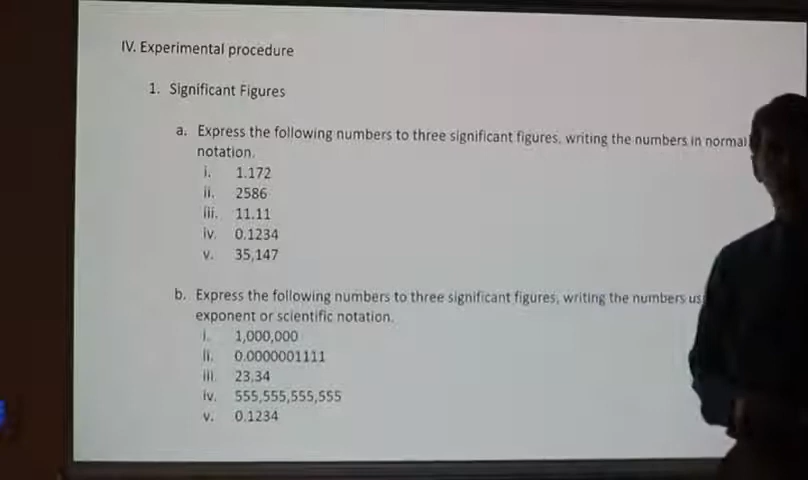 IV. Experimental procedure
1. Significant Figures
a. Express the following numbers to three significant figures, writing the numbers in normal
notation.
i. 1.172
ii. 2586
iii. 11.11
iv. 0.1234
v. 35,147
b. Express the following numbers to three significant figures, writing the numbers us
exponent or scientific notation.
i. 1,000,000
ii. 0.0000001111
iii. 23.34
iv. 555,555,555,555
v. 0.1234